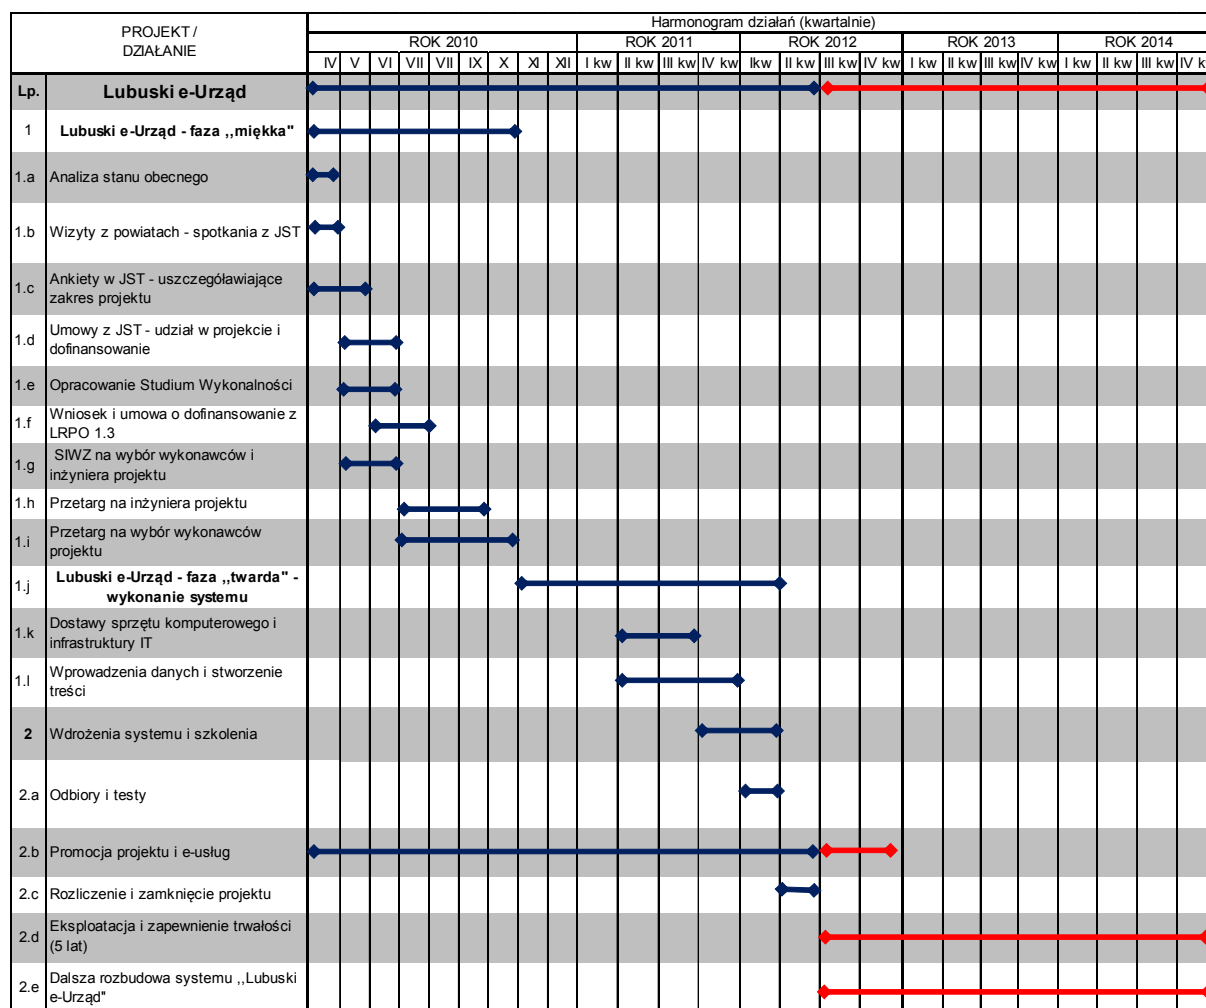 PROJEKT /
DZIAŁANIE
Harmonogram działań (kwartalnie)
ROK 2010 ROK 2011 ROK 2012 ROK 2013 ROK 2014
IV V VI VII VII IX X XI XII I kw II kw III kw IV kw Ikw II kw III kw IV kw I kw II kw III kw IV kw I kw II kw III kw IV k
Lp. Lubuski e-Urząd
1 Lubuski e-Urząd - faza ,,miękka"
1.a Analiza stanu obecnego
1.b Wizyty z powiatach - spotkania z JST
1.c Ankiety w JST - uszczegóławiające
zakres projektu
1.d Umowy z JST - udział w projekcie i
dofinansowanie
1.e Opracowanie Studium Wykonalności
1.f Wniosek i umowa o dofinansowanie z
LRPO 1.3
1.g SIWZ na wybór wykonawców i
inżyniera projektu
1.h Przetarg na inżyniera projektu
1.i Przetarg na wybór wykonawców
projektu
1.j Lubuski e-Urząd - faza ,,twarda" -
wykonanie systemu
1.k Dostawy sprzętu komputerowego i
infrastruktury IT
1.l Wprowadzenia danych i stworzenie
treści
2 Wdrożenia systemu i szkolenia
2.a Odbiory i testy
2.b Promocja projektu i e-usług
2.c Rozliczenie i zamknięcie projektu
2.d Eksploatacja i zapewnienie trwałości
(5 lat)
2.e Dalsza rozbudowa systemu ,,Lubuski
e-Urząd"